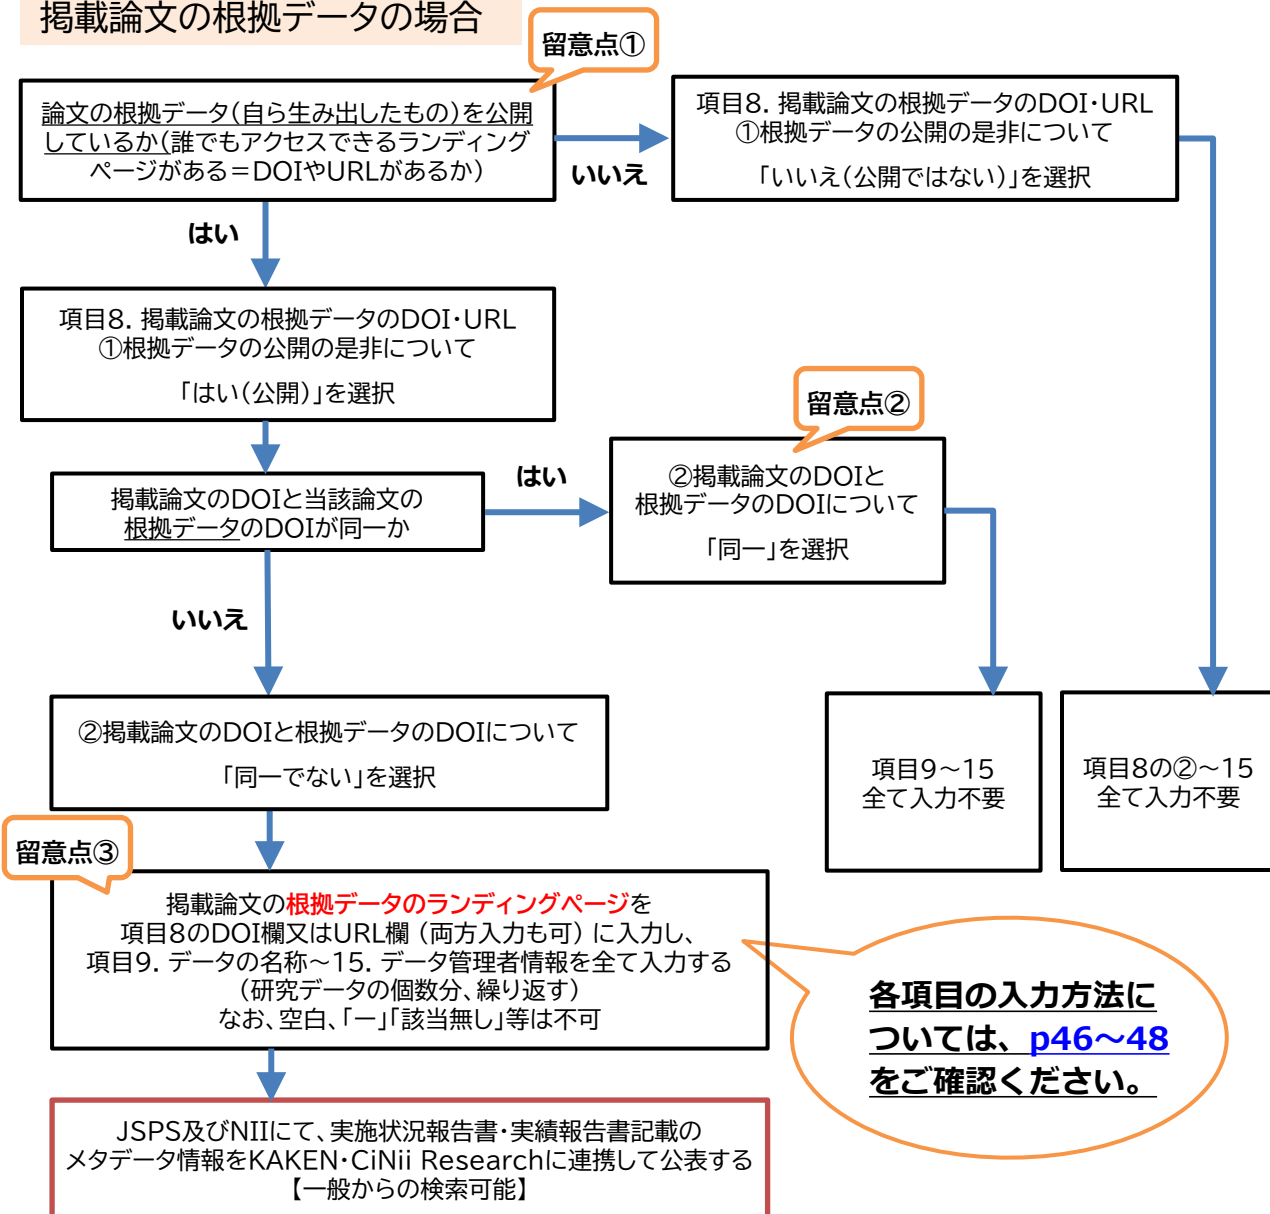 掲載論文の根拠データの場合
留意点①
論文の根拠データ(自ら生み出したもの)を公開
しているか(誰でもアクセスできるランディング
ページがある=DOIやURLがあるか)
いいえ
項目8. 掲載論文の根拠データのDOI・URL
①根拠データの公開の是非について
「いいえ(公開ではない)」を選択
はい
項目8. 掲載論文の根拠データのDOI・URL
①根拠データの公開の是非について
「はい(公開)」を選択
掲載論文のDOIと当該論文の
根拠データのDOIが同一か
はい
留意点②
②掲載論文のDOIと
根拠データのDOIについて
「同一」を選択
いいえ
②掲載論文のDOIと根拠データのDOIについて
「同一でない」を選択
項目9～15
全て入力不要
項目8の②～15
全て入力不要
留意点③
掲載論文の根拠データのランディングページを
項目8のDOI欄又はURL欄 (両方入力も可) に入力し、
項目9. データの名称～15. データ管理者情報を全て入力する
(研究データの個数分、繰り返す)
なお、空白、「ー」「該当無し」等は不可
各項目の入力方法に
ついては、p46～48
をご確認ください。
JSPS及びNIIにて、実施状況報告書・実績報告書記載の
メタデータ情報をKAKEN・CiNii Researchに連携して公表する
【一般からの検索可能】